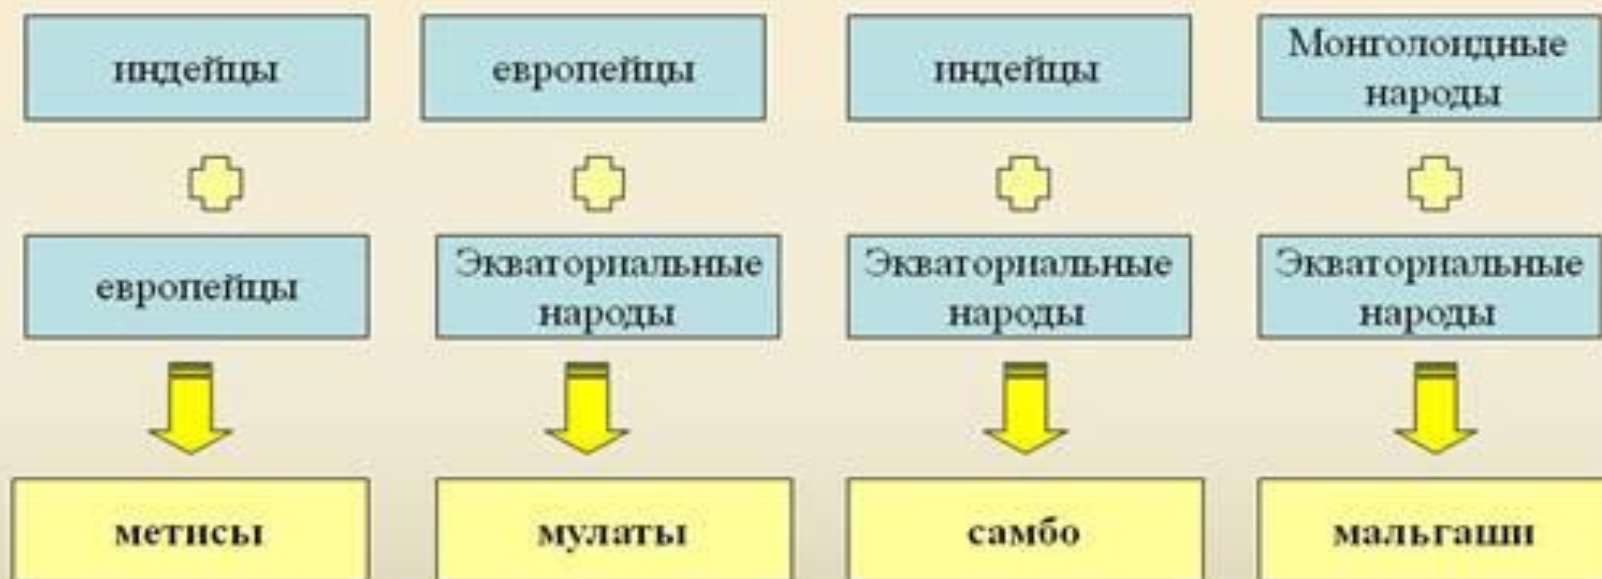 индейцы
европейцы
индейцы
Монголоидные
народы
европейцы
Экваториальные
народы
Экваториальные
народы
Экваториальные
народы
метисы
мулаты
самбо
мальгаши